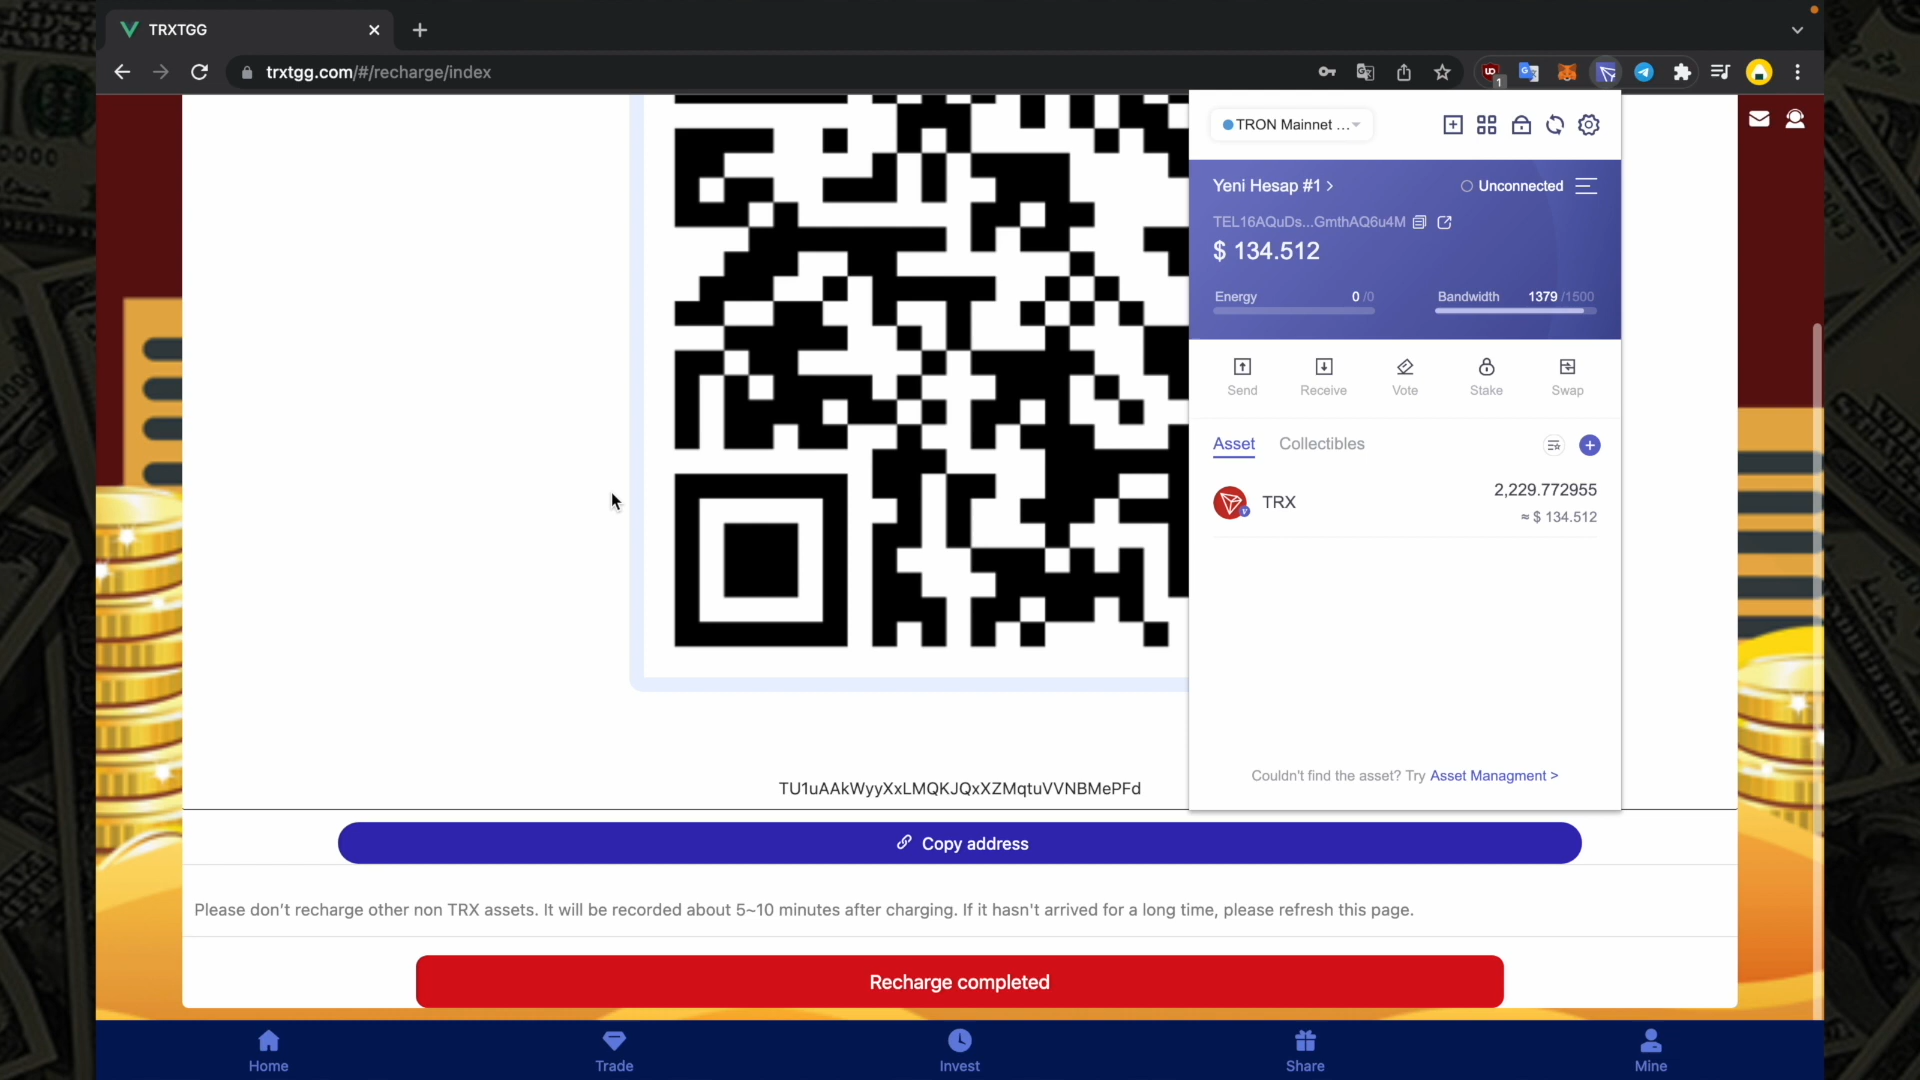 TRXTGG
trxtgg.com/#/recharge/index
1
TRON Mainnet ...
Yeni Hesap #1 >
Unconnected
TEL16AQuDs...GmthAQ6u4M
$ 134.512
Energy 0 /0
Bandwidth 1379 /1500
Send Receive Vote Stake Swap
Asset Collectibles
TRX 2,229.772955
≈ $ 134.512
Couldn't find the asset? Try Asset Managment >
TU1uAAkWyyXxLMQKJQxXZMqtuVVNBMePFd
Copy address
Please don't recharge other non TRX assets. It will be recorded about 5~10 minutes after charging. If it hasn't arrived for a long time, please refresh this page.
Recharge completed
Home Trade Invest Share Mine